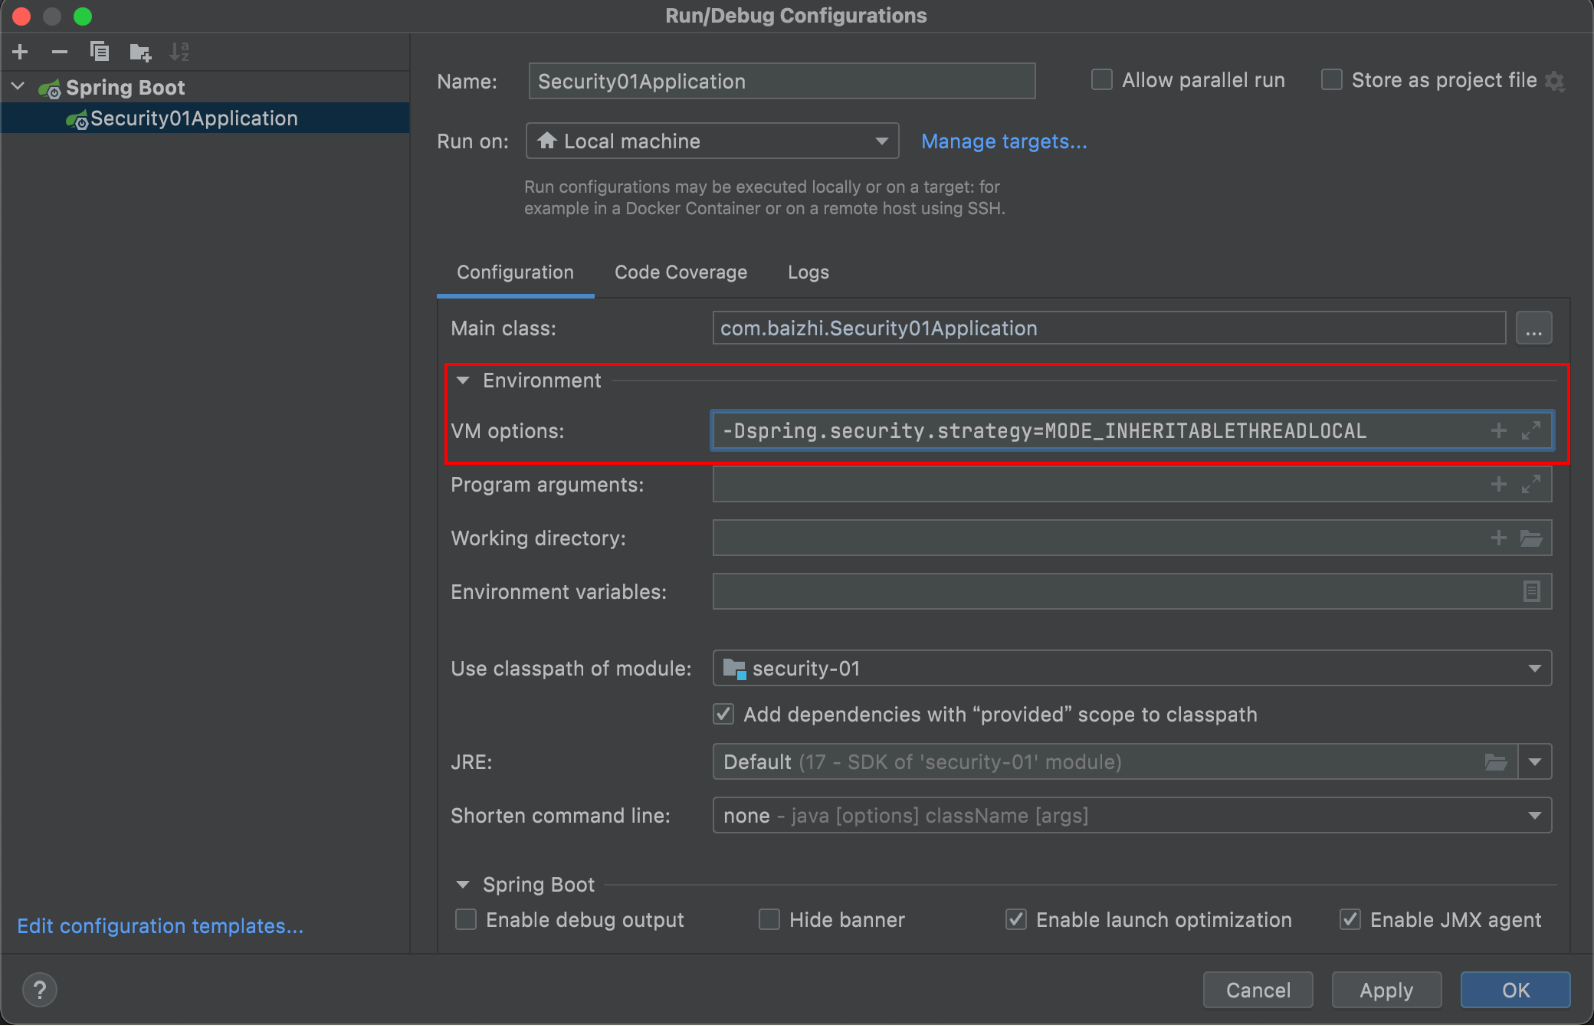 Run/Debug Configurations
Spring Boot
Security01Application
Name: Security01Application Allow parallel run Store as project file
Run on: Local machine Manage targets...
Run configurations may be executed locally or on a target: for
example in a Docker Container or on a remote host using SSH.
Configuration Code Coverage Logs
Main class: com.baizhi.Security01Application ...
Environment
VM options: -Dspring.security.strategy=MODE_INHERITABLETHREADLOCAL
Program arguments:
Working directory:
Environment variables:
Use classpath of module: security-01
Add dependencies with “provided” scope to classpath
JRE: Default (17 - SDK of 'security-01' module)
Shorten command line: none - java [options] className [args]
Spring Boot
Enable debug output Hide banner Enable launch optimization Enable JMX agent
Edit configuration templates...
? Cancel Apply OK